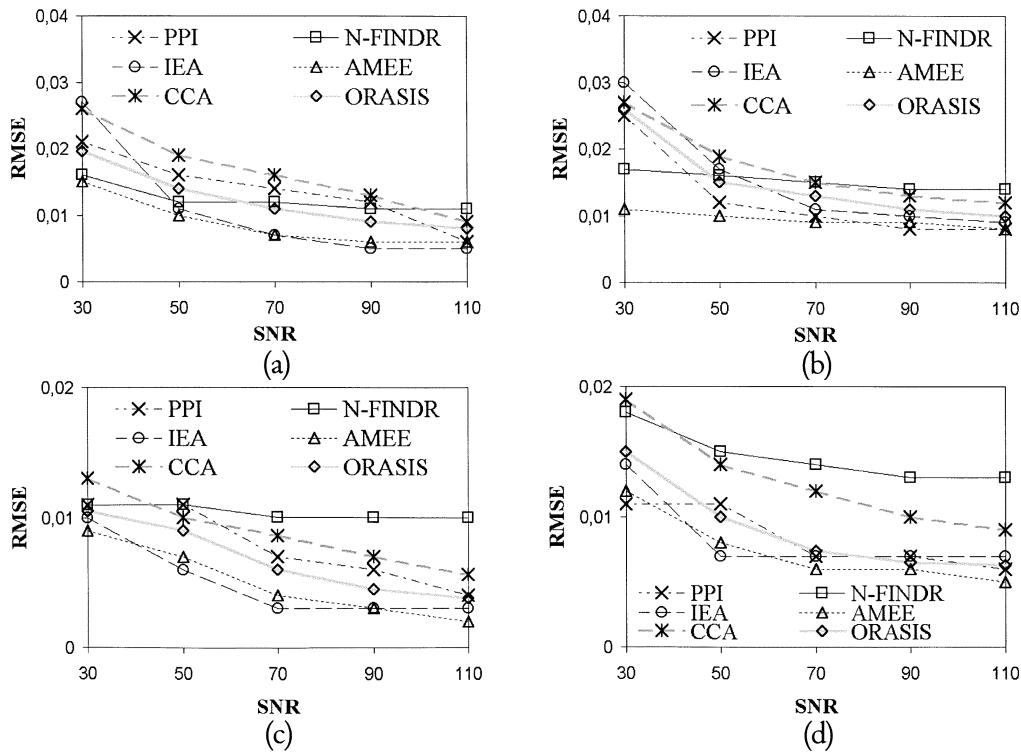 0,04
0,03
0,02
0,01
0
RMSE
PPI
N-FINDR
IEA
AMEE
CCA
ORASIS
30 50 70 90 110
SNR
(a)
0,04
0,03
0,02
0,01
0
RMSE
PPI
N-FINDR
IEA
AMEE
CCA
ORASIS
30 50 70 90 110
SNR
(b)
0,02
0,01
0
RMSE
PPI
N-FINDR
IEA
AMEE
CCA
ORASIS
30 50 70 90 110
SNR
(c)
0,02
0,01
0
RMSE
PPI
N-FINDR
IEA
AMEE
CCA
ORASIS
30 50 70 90 110
SNR
(d)